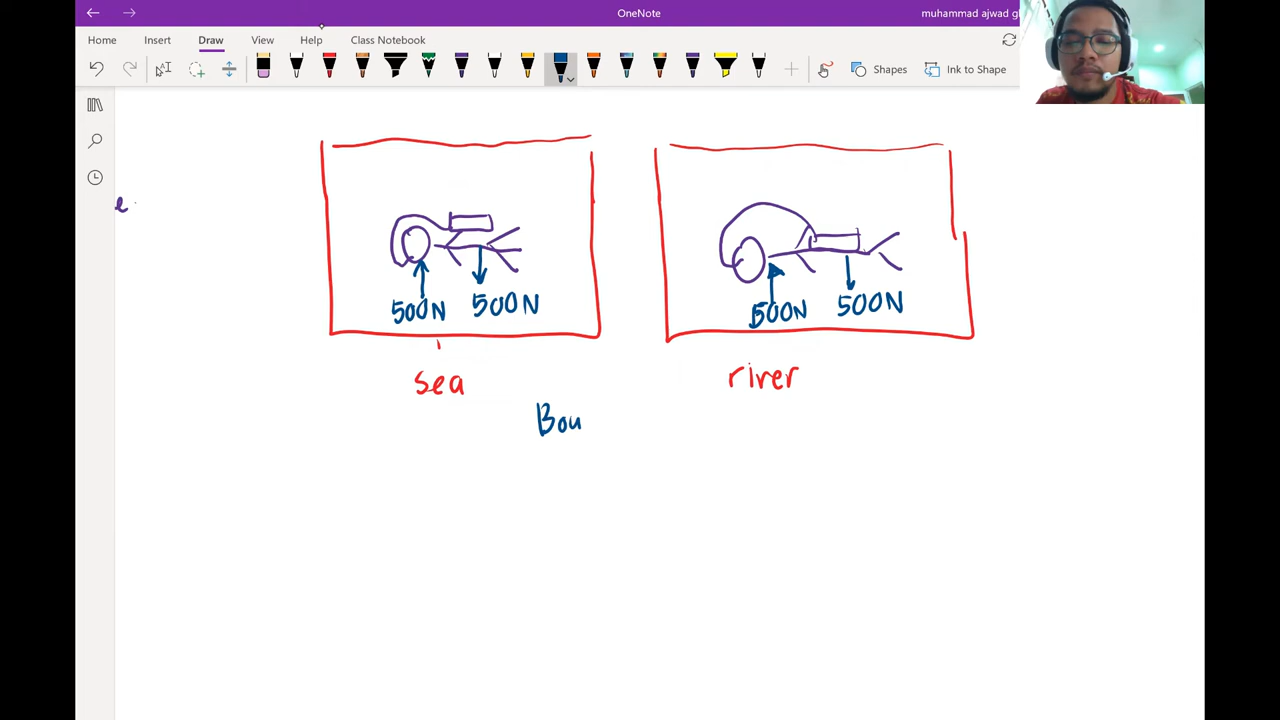 OneNote
muhammad ajwad g
Home Insert Draw View Help Class Notebook
Shapes Ink to Shape
e
500N 500N
500N 500N
sea
river
Bou